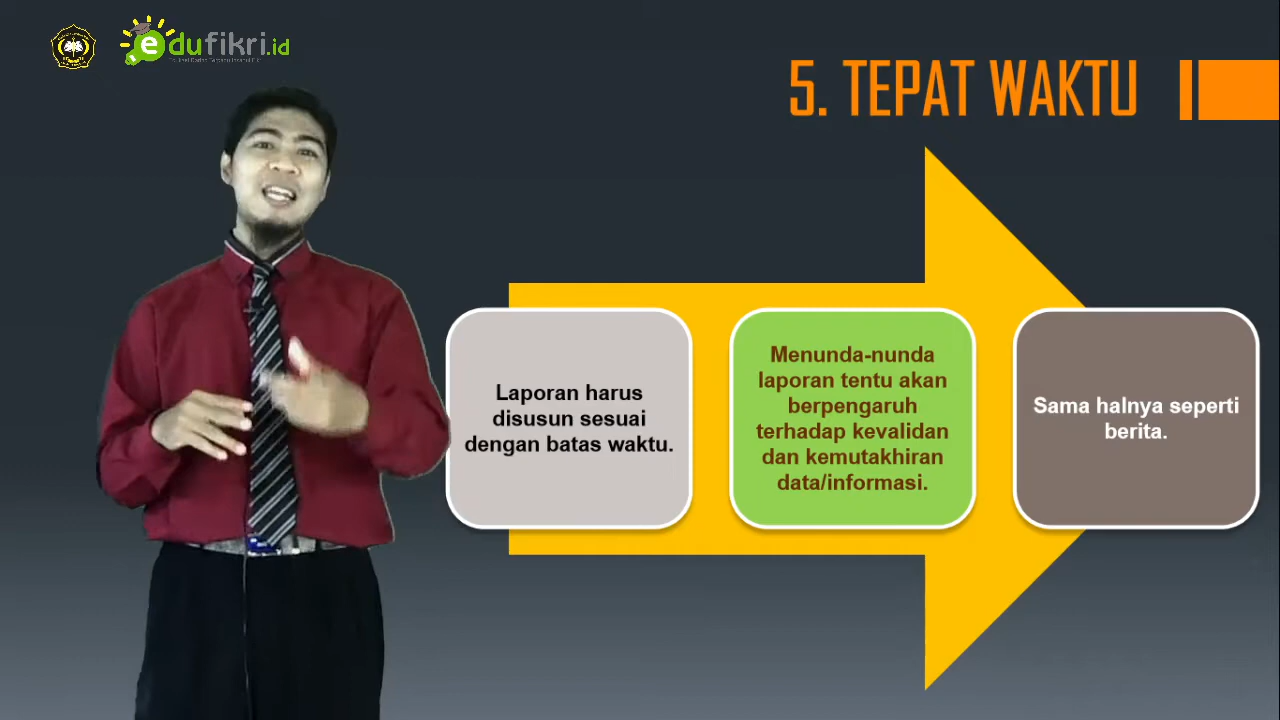 edufikri.id
5. TEPAT WAKTU
Laporan harus
disusun sesuai
dengan batas waktu.
Menunda-nunda
laporan tentu akan
berpengaruh
terhadap kevalidan
dan kemutakhiran
data/informasi.
Sama halnya seperti
berita.